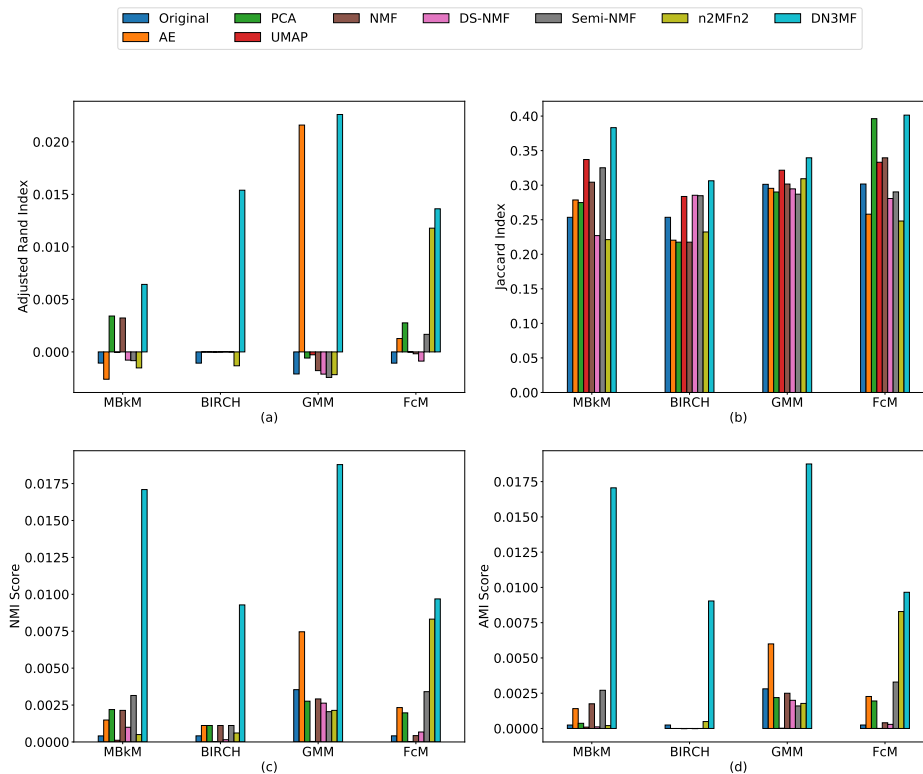 Original PCA NMF DS-NMF Semi-NMF n2MFn2 DN3MF
AE UMAP
Adjusted Rand Index
0.020
0.015
0.010
0.005
0.000
MBkM BIRCH GMM FcM
(a)
Jaccard Index
0.40
0.35
0.30
0.25
0.20
0.15
0.10
0.05
0.00
MBkM BIRCH GMM FcM
(b)
NMI Score
0.0175
0.0150
0.0125
0.0100
0.0075
0.0050
0.0025
0.0000
MBkM BIRCH GMM FcM
(c)
AMI Score
0.0175
0.0150
0.0125
0.0100
0.0075
0.0050
0.0025
0.0000
MBkM BIRCH GMM FcM
(d)